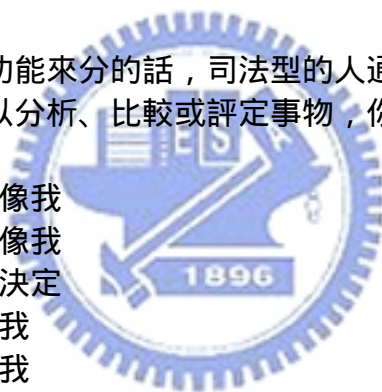 功能來分的話，司法型的人通
以分析、比較或評定事物，你
像我
像我
決定
我
我
E S
1896